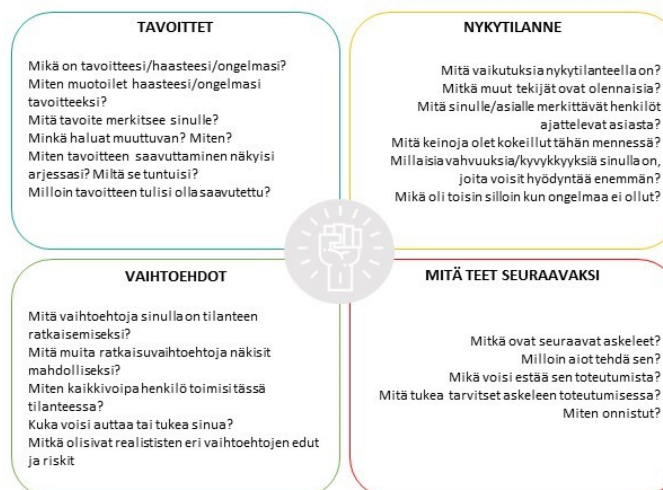 TAVOITTET
Mikä on tavoitteesi/haasteesi/ongelmasi?
Miten muotoilet haasteesi/ongelmasi
tavoitteeksi?
Mitä tavoite merkitsee sinulle?
Minkä haluat muuttuvan? Miten?
Miten tavoitteen saavuttaminen näkyisi
arjessasi? Miltä se tuntuisi?
Milloin tavoitteen tulisi olla saavutettu?
NYKYTILANNE
Mitä vaikutuksia nykytilanteella on?
Mitkä muut tekijät ovat olennaisia?
Mitä sinulle/asialle merkittävät henkilöt
ajattelevat asiasta?
Mitä keinoja olet kokeillut tähän mennessä?
Millaisia vahvuuksia/kyvykkyyksiä sinulla on,
joita voisit hyödyntää enemmän?
Mikä oli toisin silloin kun ongelmaa ei ollut?
VAIHTOEHDOT
Mitä vaihtoehtoja sinulla on tilanteen
ratkaisemiseksi?
Mitä muita ratkaisuvaihtoehtoja näkisit
mahdolliseksi?
Miten kaikkivoipa henkilö toimisi tässä
tilanteessa?
Kuka voisi auttaa tai tukea sinua?
Mitkä olisivat realististen eri vaihtoehtojen edut
ja riskit
MITÄ TEET SEURAAVAKSI
Mitkä ovat seuraavat askeleet?
Milloin aiot tehdä sen?
Mikä voisi estää sen toteutumista?
Mitä tukea tarvitset askeleen toteutumisessa?
Miten onnistut?